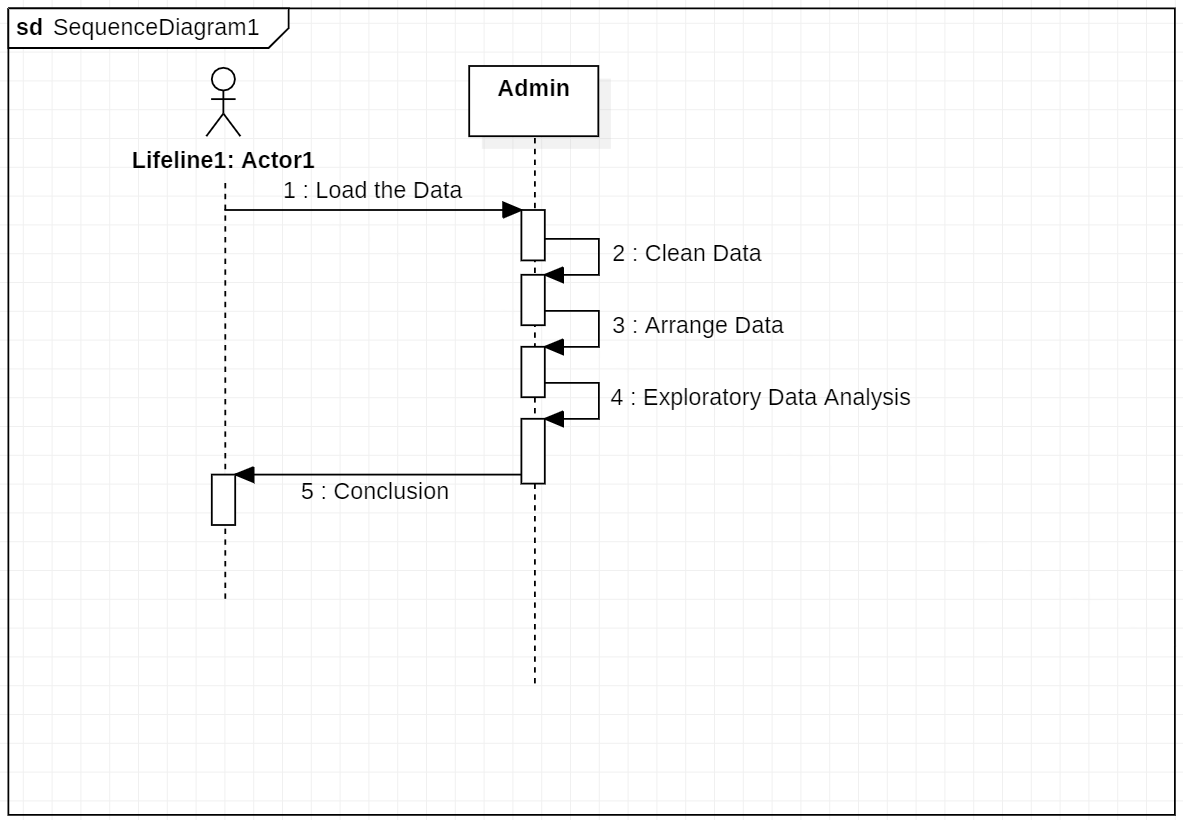 sd SequenceDiagram1
Admin
Lifeline1: Actor1
1 : Load the Data
2 : Clean Data
3 : Arrange Data
4 : Exploratory Data Analysis
5 : Conclusion